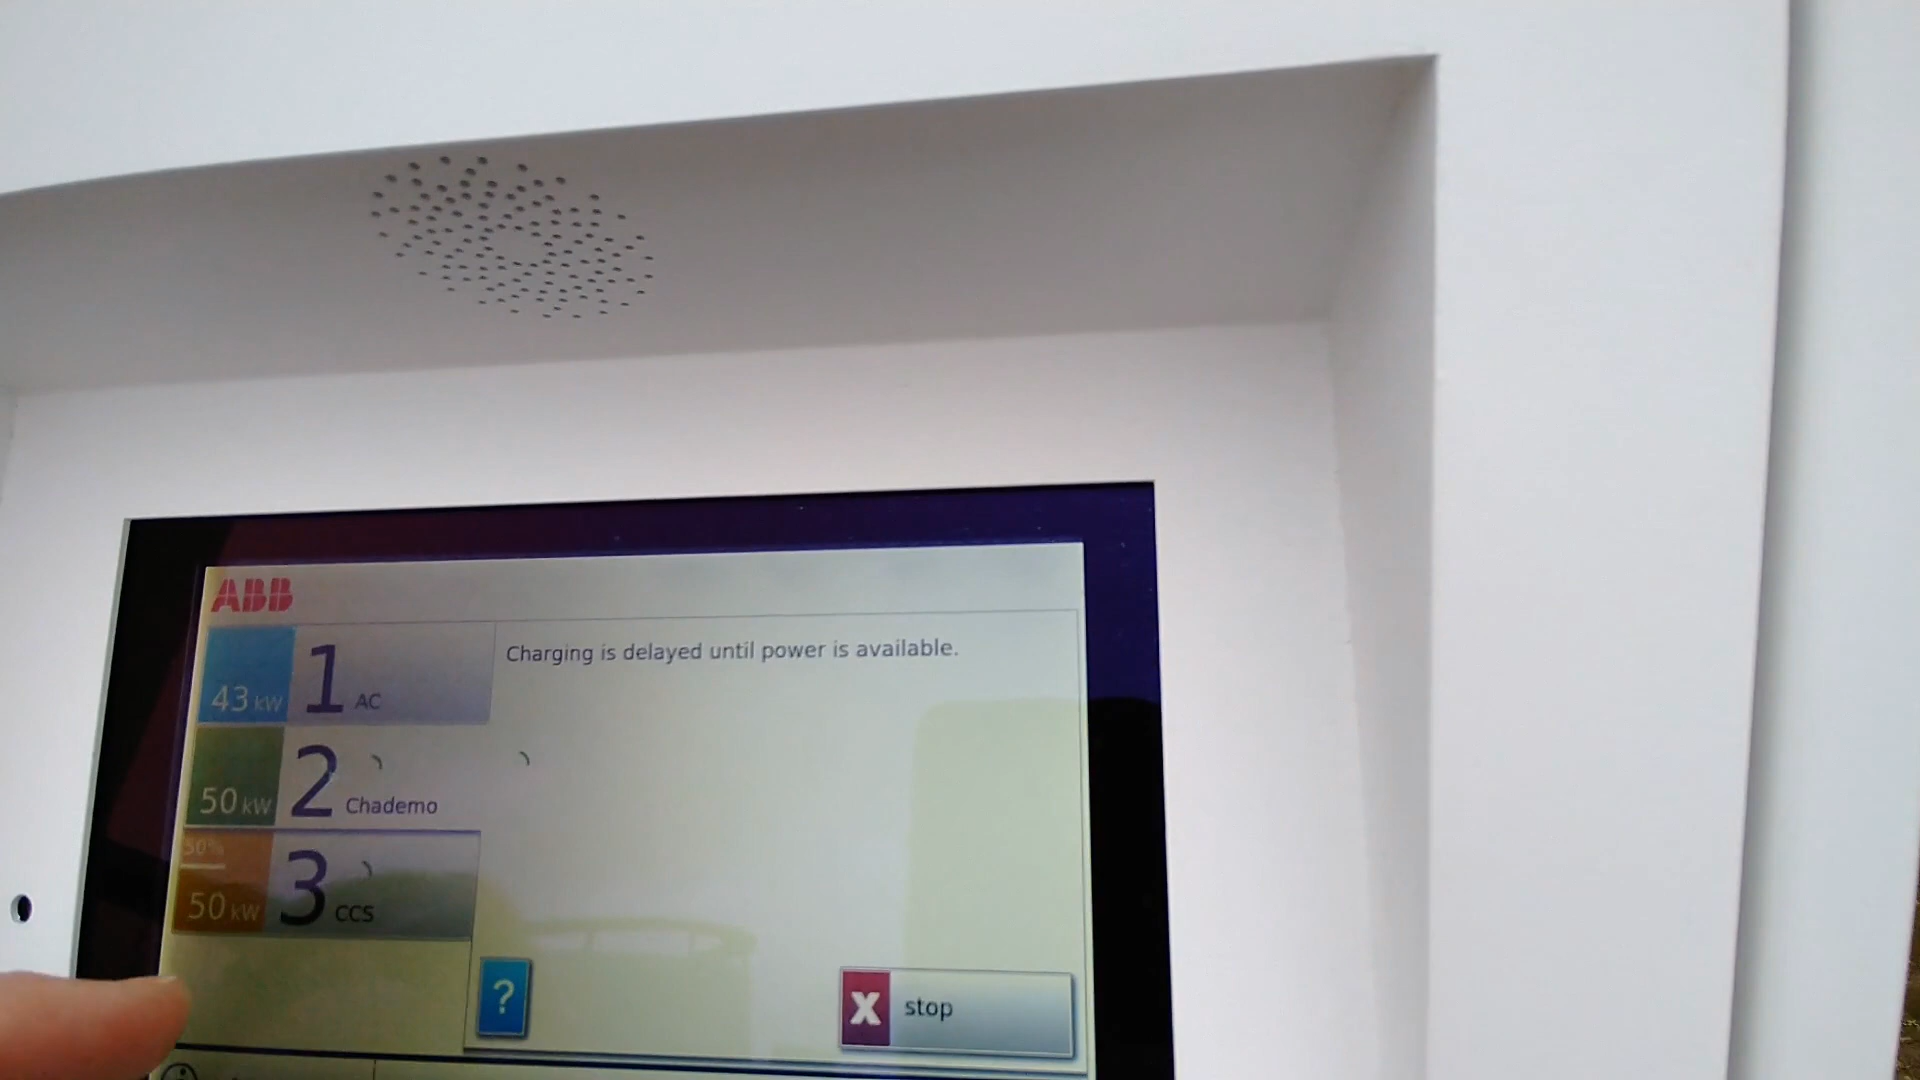 ABB
Charging is delayed until power is available.
43 kW 1 AC
50 kW 2 Chademo
50%
50 kW 3 CCS
? X stop